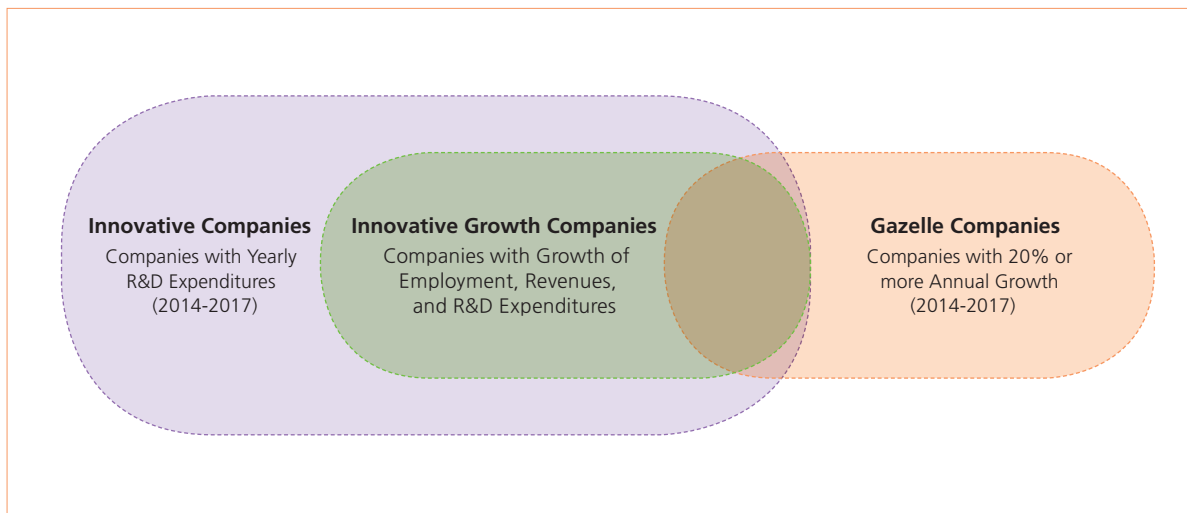 Innovative Companies
Companies with Yearly
R&D Expenditures
(2014-2017)
Innovative Growth Companies
Companies with Growth of
Employment, Revenues,
and R&D Expenditures
Gazelle Companies
Companies with 20% or
more Annual Growth
(2014-2017)